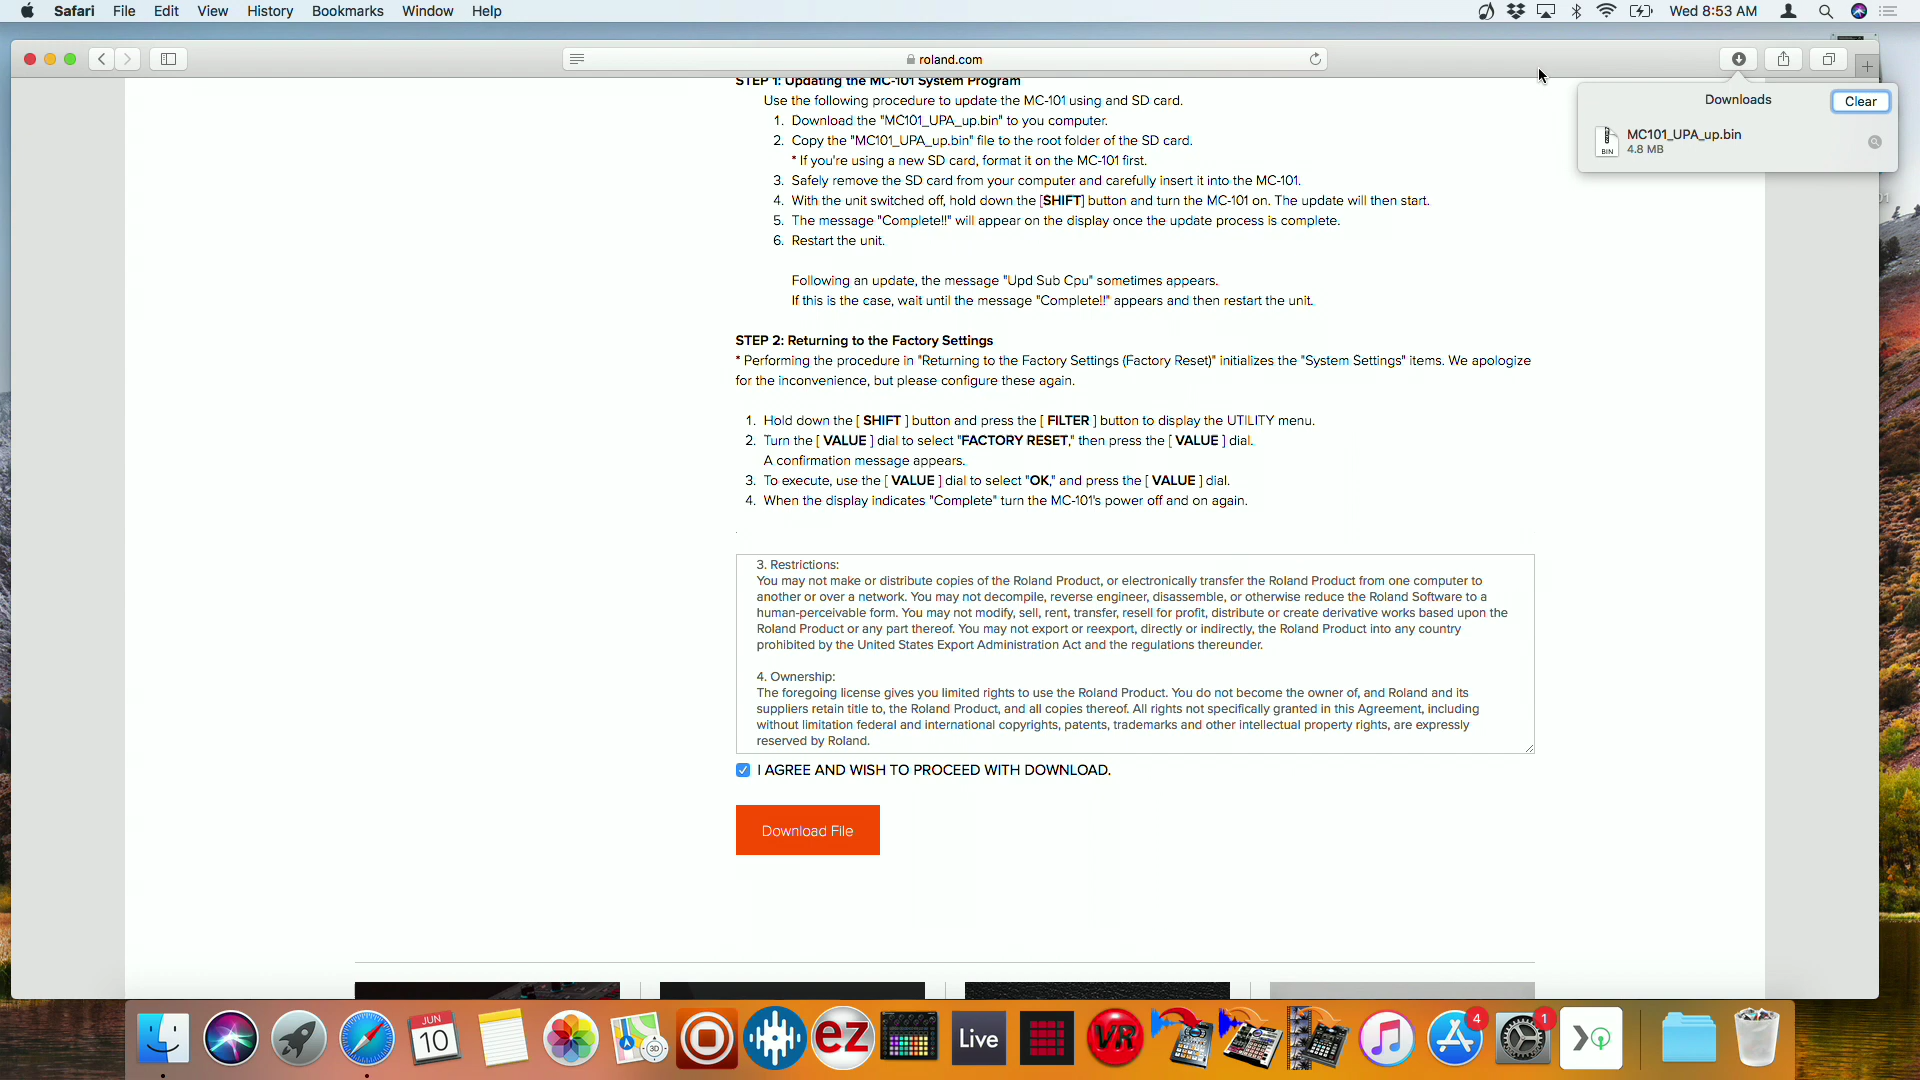 Safari File Edit View History Bookmarks Window Help
Wed 8:53 AM
roland.com
Downloads
Clear
MC101_UPA_up.bin
4.8 MB
BIN
STEP 1: Updating the MC-101 System Program
Use the following procedure to update the MC-101 using and SD card.
1. Download the "MC101_UPA_up.bin" to you computer.
2. Copy the "MC101_UPA_up.bin" file to the root folder of the SD card.
* If you're using a new SD card, format it on the MC-101 first.
3. Safely remove the SD card from your computer and carefully insert it into the MC-101.
4. With the unit switched off, hold down the [SHIFT] button and turn the MC-101 on. The update will then start.
5. The message "Complete!!" will appear on the display once the update process is complete.
6. Restart the unit.
Following an update, the message "Upd Sub Cpu" sometimes appears.
If this is the case, wait until the message "Complete!!" appears and then restart the unit.
STEP 2: Returning to the Factory Settings
* Performing the procedure in "Returning to the Factory Settings (Factory Reset)" initializes the "System Settings" items. We apologize
for the inconvenience, but please configure these again.
1. Hold down the [ SHIFT ] button and press the [ FILTER ] button to display the UTILITY menu.
2. Turn the [ VALUE ] dial to select "FACTORY RESET," then press the [ VALUE ] dial.
A confirmation message appears.
3. To execute, use the [ VALUE ] dial to select "OK," and press the [ VALUE ] dial.
4. When the display indicates "Complete" turn the MC-101's power off and on again.
.
3. Restrictions:
You may not make or distribute copies of the Roland Product, or electronically transfer the Roland Product from one computer to
another or over a network. You may not decompile, reverse engineer, disassemble, or otherwise reduce the Roland Software to a
human-perceivable form. You may not modify, sell, rent, transfer, resell for profit, distribute or create derivative works based upon the
Roland Product or any part thereof. You may not export or reexport, directly or indirectly, the Roland Product into any country
prohibited by the United States Export Administration Act and the regulations thereunder.
4. Ownership:
The foregoing license gives you limited rights to use the Roland Product. You do not become the owner of, and Roland and its
suppliers retain title to, the Roland Product, and all copies thereof. All rights not specifically granted in this Agreement, including
without limitation federal and international copyrights, patents, trademarks and other intellectual property rights, are expressly
reserved by Roland.
I AGREE AND WISH TO PROCEED WITH DOWNLOAD.
Download File
JUN
10
3D
ez
Live
VR
4
1